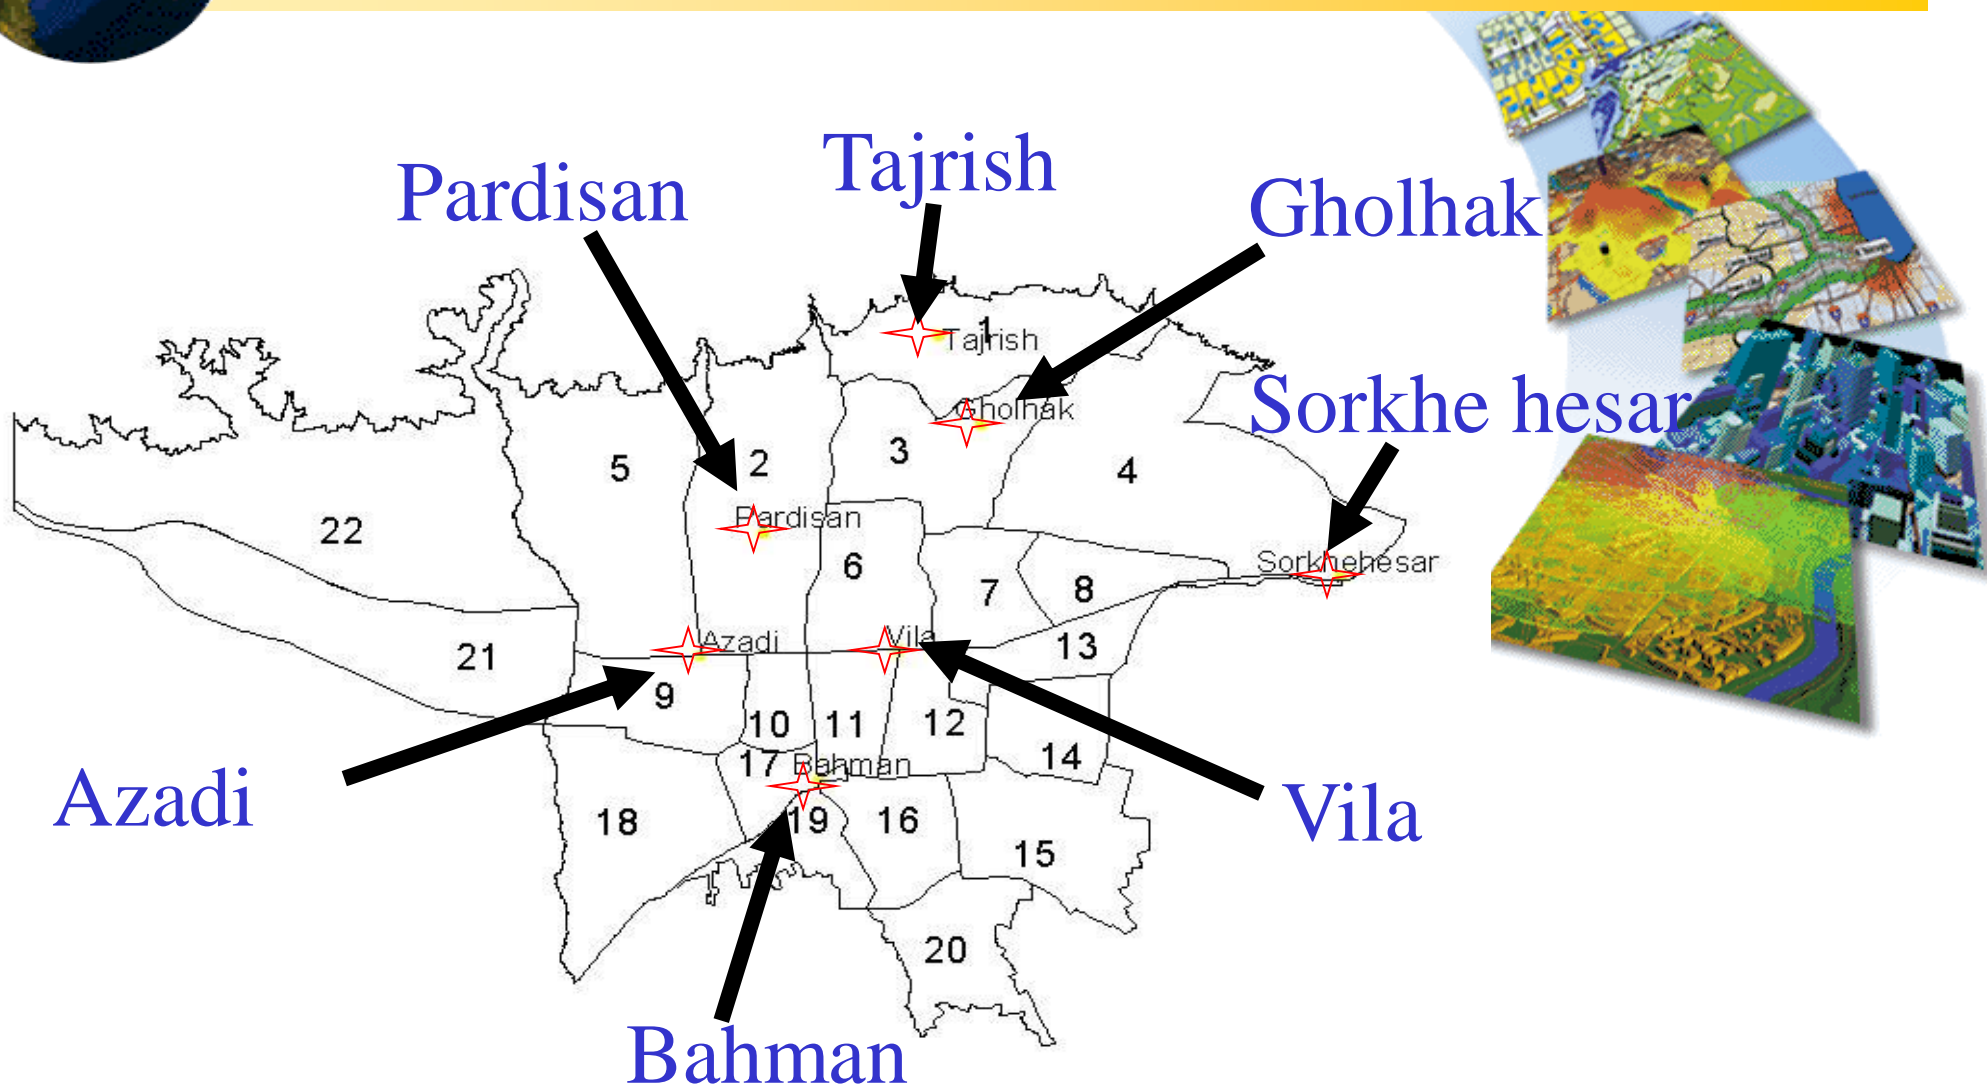 Tajrish
Pardisan
Gholhak
1
Tajrish
Sorkhe hesar
Gholhak
5
2
3
4
Pardisan
22
6
Sorkhehesar
7
8
Azadi
Vila
21
13
9
10
11
12
14
17
Bahman
Azadi
Vila
18
19
16
15
20
Bahman